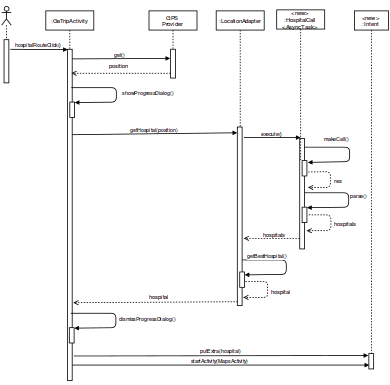 :GeTripActivity
GPS
Provider
:LocationAdapter
<new>
:HospitalCall
<AsyncTask>
<new>
:Intent
hospitalRouteClick()
get()
position
showProgressDialog()
getHospital(position)
execute()
makeCall()
res
parse()
hospitals
hospitals
getBestHospital()
hospital
hospital
dismissProgressDialog()
putExtra(hospital)
startActivity(MapsActivity)